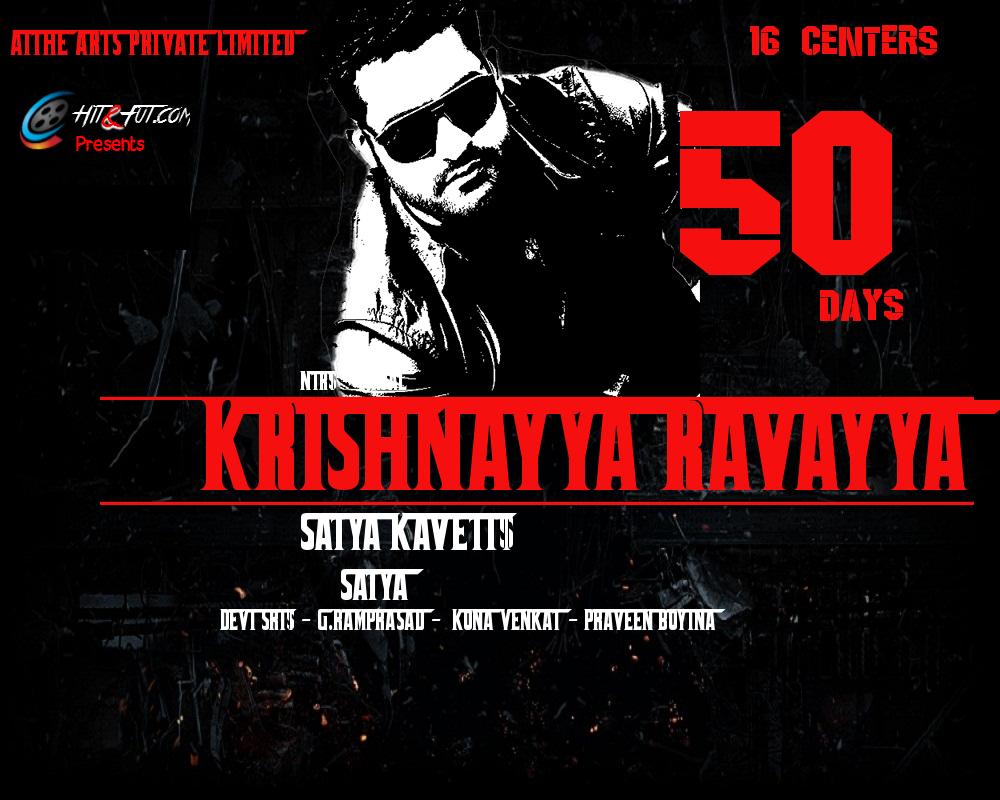 ATTHE ARTS PRIVATE LIMITED
16 CENTERS
HIT&FUT.COM
Presents
50
DAYS
KRISHNAYYA RAVAYYA
SATYA KAVETI$
SATYA
DEVI SRI$ - G.RAMPRASAD - KONA VENKAT - PRAVEEN BOYINA